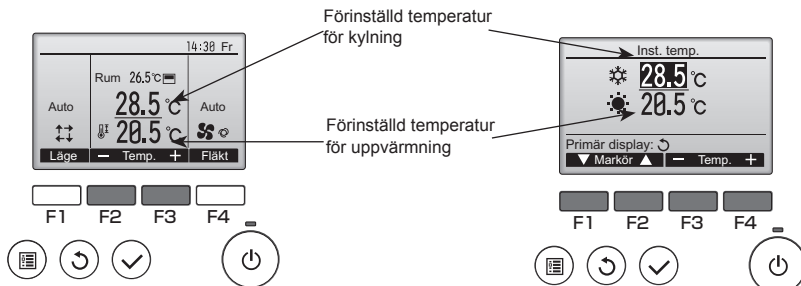 Förinställd temperatur
för kylning
14:30 Fr
Rum 26.5°C
Auto 28.5 °C Auto
20.5 °C
Läge — Temp. + Fläkt
F1 F2 F3 F4
Förinställd temperatur
för uppvärmning
Inst. temp.
28.5 °C
20.5 °C
Primär display:
▼ Markör ▲ — Temp. +
F1 F2 F3 F4